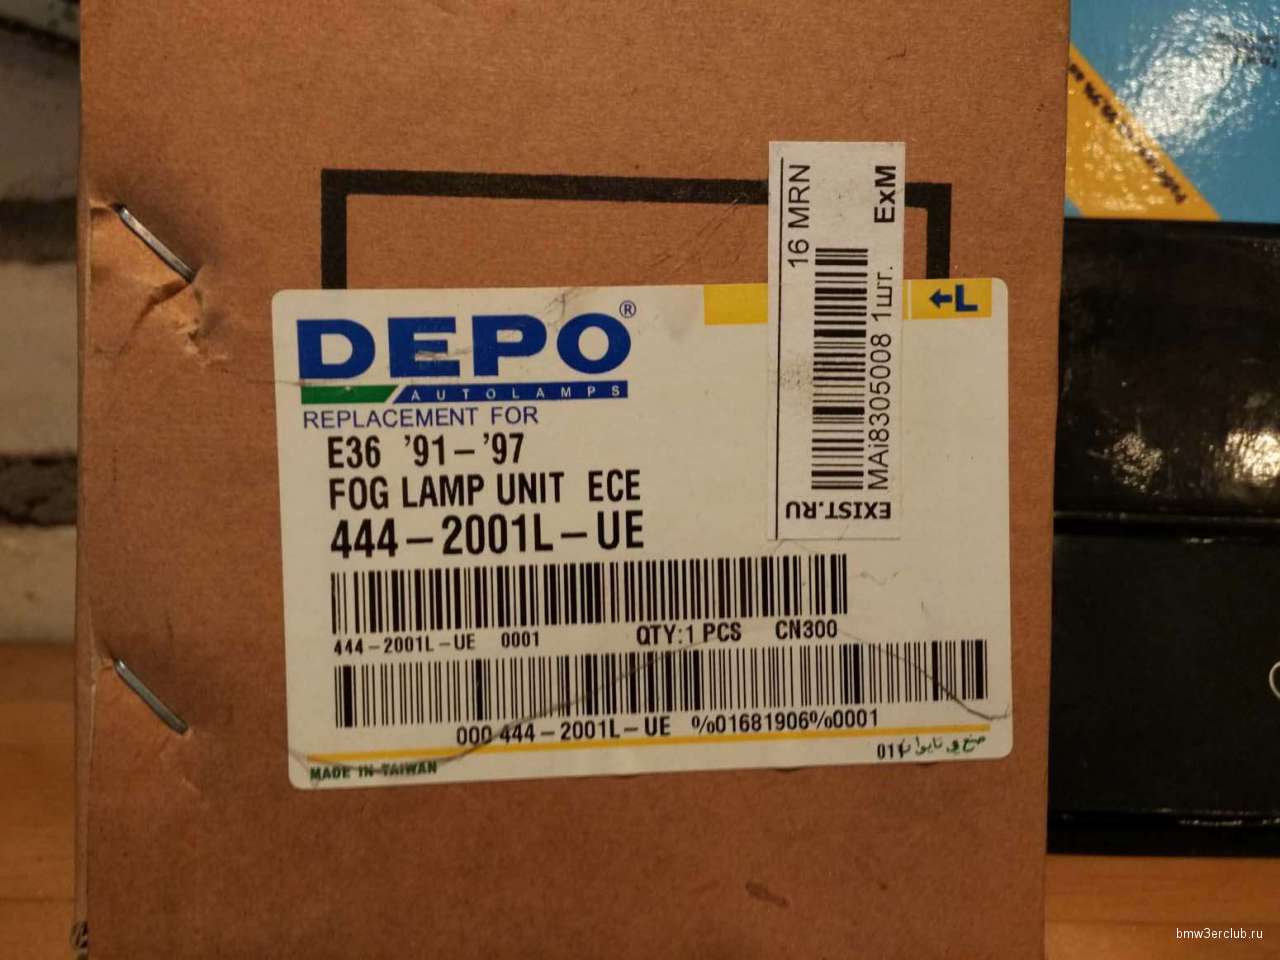 DEPO®
AUTOLAMPS
REPLACEMENT FOR
E36 '91-'97
FOG LAMP UNIT ECE
444-2001L-UE
444-2001L-UE 0001 QTY:1 PCS CN300
000 444-2001L-UE %01681906%0001
MADE IN TAIWAN
L
16 MRN
ExM
MAi8305008 1шт.
EXIST.RU
bmw3erclub.ru